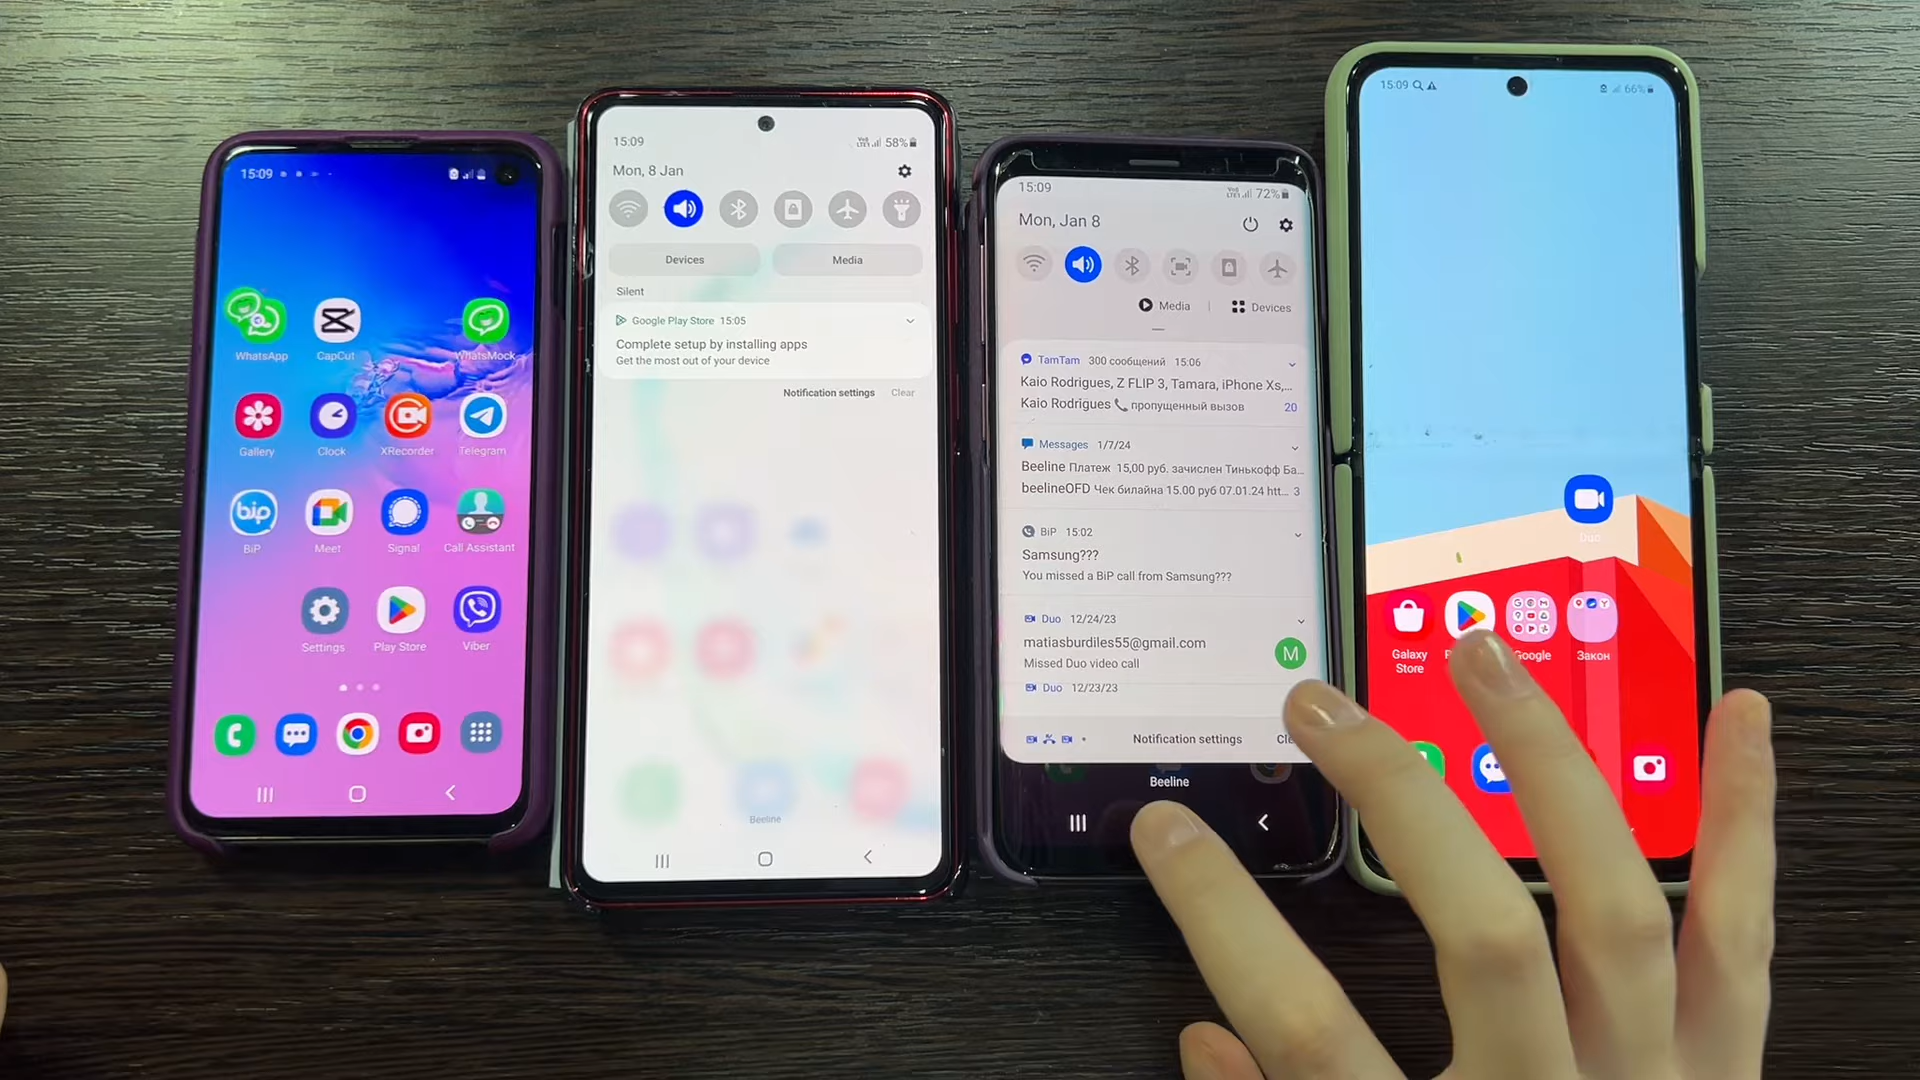 15:09
WhatsApp
CapCut
WhatsMock
Gallery
Clock
XRecorder
Telegram
bip
BiP
Meet
Signal
Call Assistant
Settings
Play Store
Viber
15:09
58%
Mon, 8 Jan
Devices
Media
Silent
Google Play Store 15:05
Complete setup by installing apps
Get the most out of your device
Notification settings
Clear
Beeline
15:09
72%
Mon, Jan 8
Media
Devices
TamTam 300 сообщений 15:06
Kaio Rodrigues, Z FLIP 3, Tamara, iPhone Xs,...
Kaio Rodrigues пропущенный вызов 20
Messages 1/7/24
Beeline Платеж 15,00 руб. зачислен Тинькофф Ба...
beelineOFD Чек билайна 15.00 руб 07.01.24 htt... 3
BiP 15:02
Samsung???
You missed a BiP call from Samsung???
Duo 12/24/23
matiasburdiles55@gmail.com
Missed Duo video call
M
Duo 12/23/23
Notification settings
Beeline
15:09
66%
Duo
Galaxy
Store
Google
Закон